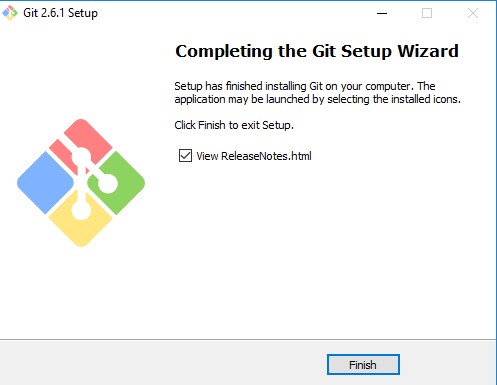 Git 2.6.1 Setup
Completing the Git Setup Wizard
Setup has finished installing Git on your computer. The
application may be launched by selecting the installed icons.
Click Finish to exit Setup.
View ReleaseNotes.html
Finish